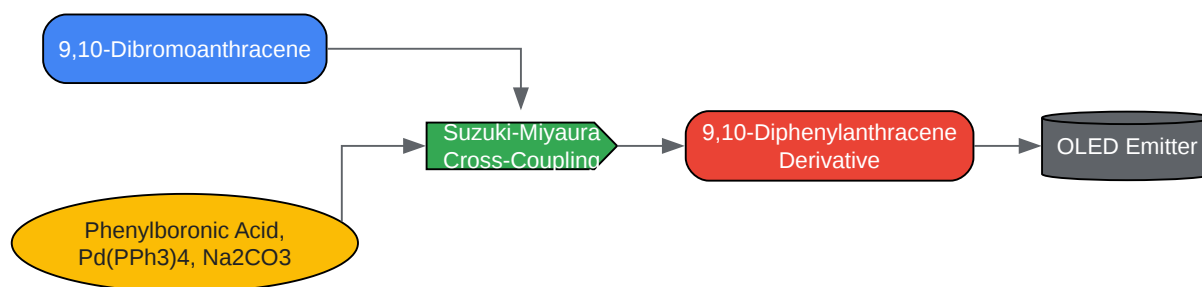 9,10-Dibromoanthracene
Suzuki-Miyaura
Cross-Coupling
9,10-Diphenylanthracene
Derivative
OLED Emitter
Phenylboronic Acid,
Pd(PPh3)4, Na2CO3